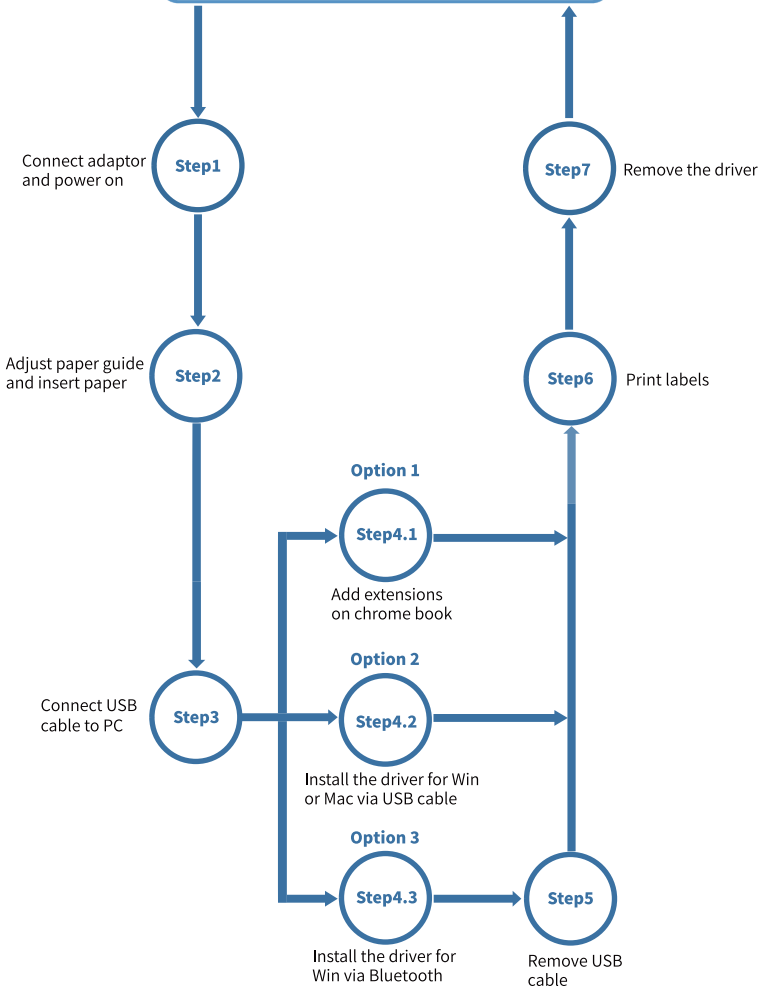 Step1
Connect adaptor
and power on
Step7
Remove the driver
Step2
Adjust paper guide
and insert paper
Step6
Print labels
Option 1
Step4.1
Add extensions
on chrome book
Option 2
Step3
Connect USB
cable to PC
Step4.2
Install the driver for Win
or Mac via USB cable
Option 3
Step4.3
Install the driver for
Win via Bluetooth
Step5
Remove USB
cable